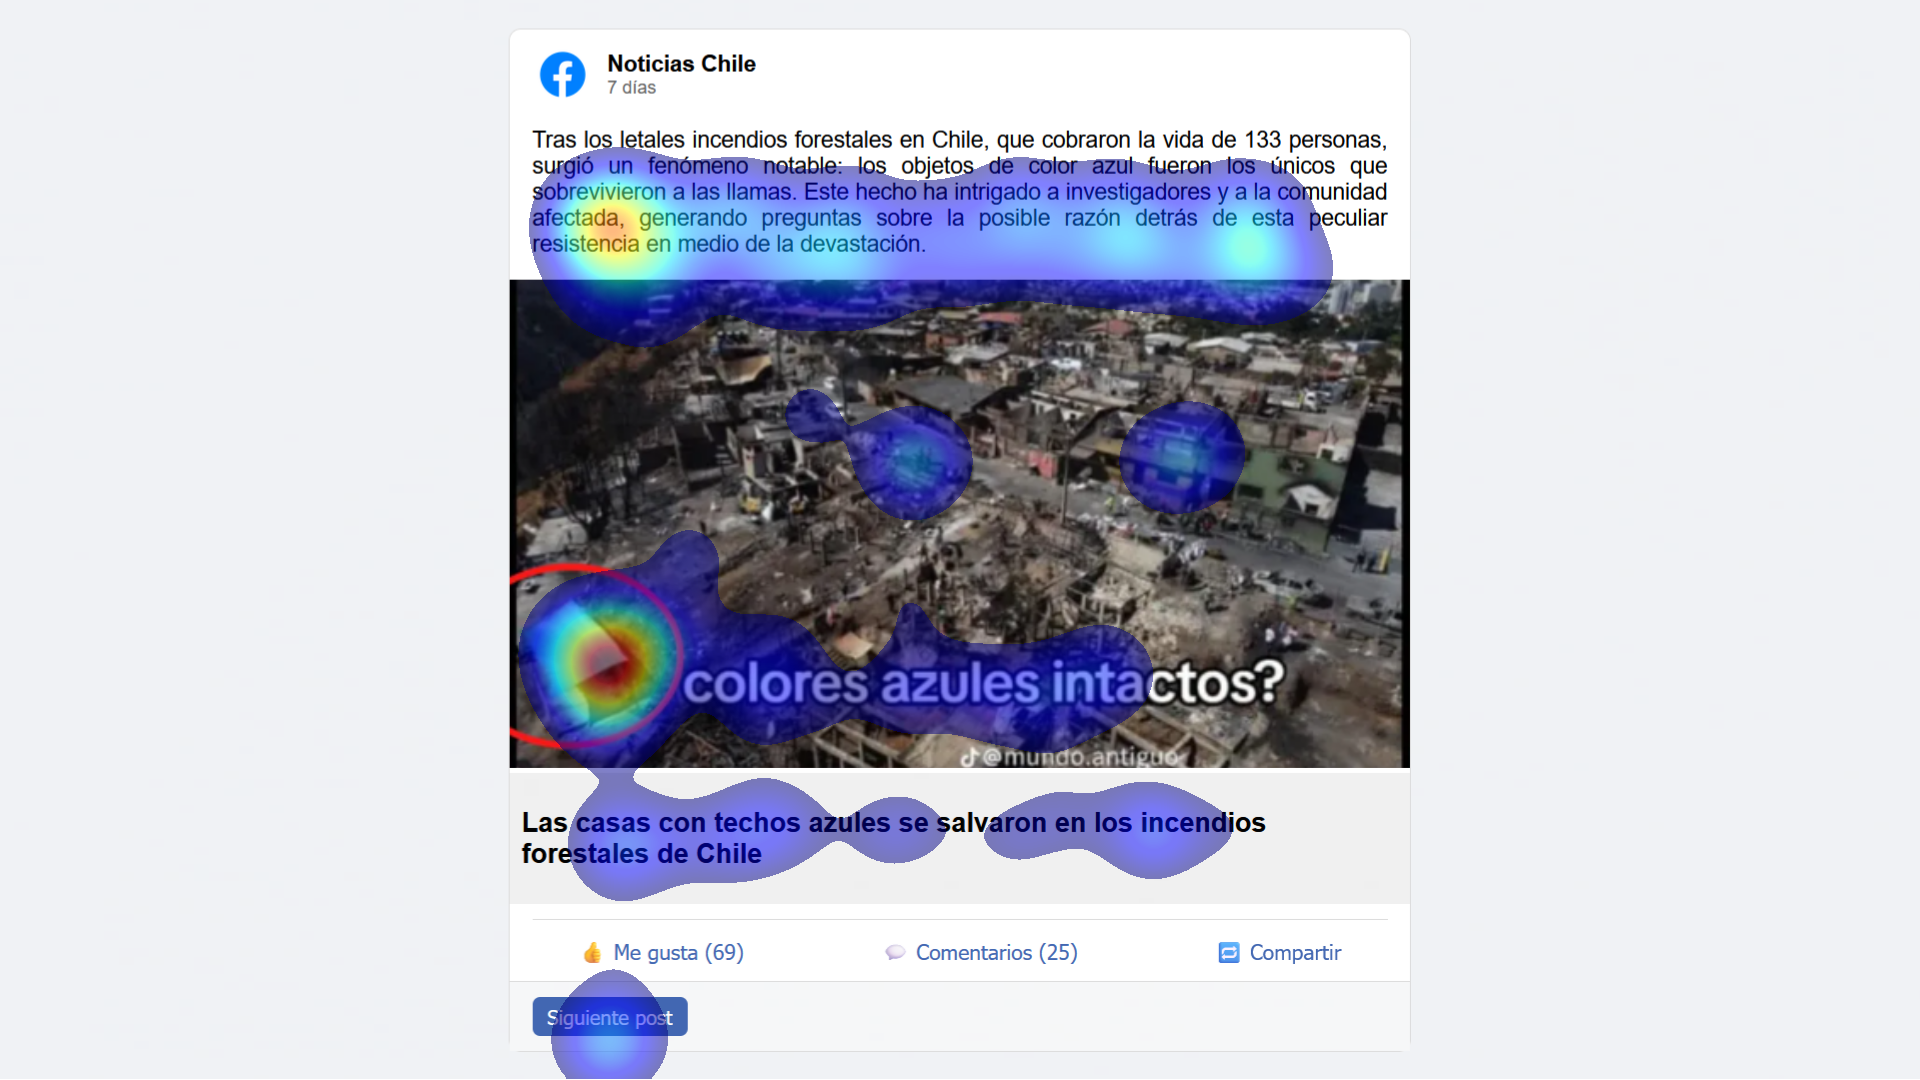 Noticias Chile
7 días
Tras los letales incendios forestales en Chile, que cobraron la vida de 133 personas,
surgió un fenómeno notable: los objetos de color azul fueron los únicos que
sobrevivieron a las llamas. Este hecho ha intrigado a investigadores y a la comunidad
afectada, generando preguntas sobre la posible razón detrás de esta peculiar
resistencia en medio de la devastación.
colores azules intactos?
@mundo.antiguo
Las casas con techos azules se salvaron en los incendios
forestales de Chile
Me gusta (69)
Comentarios (25)
Compartir
Siguiente post